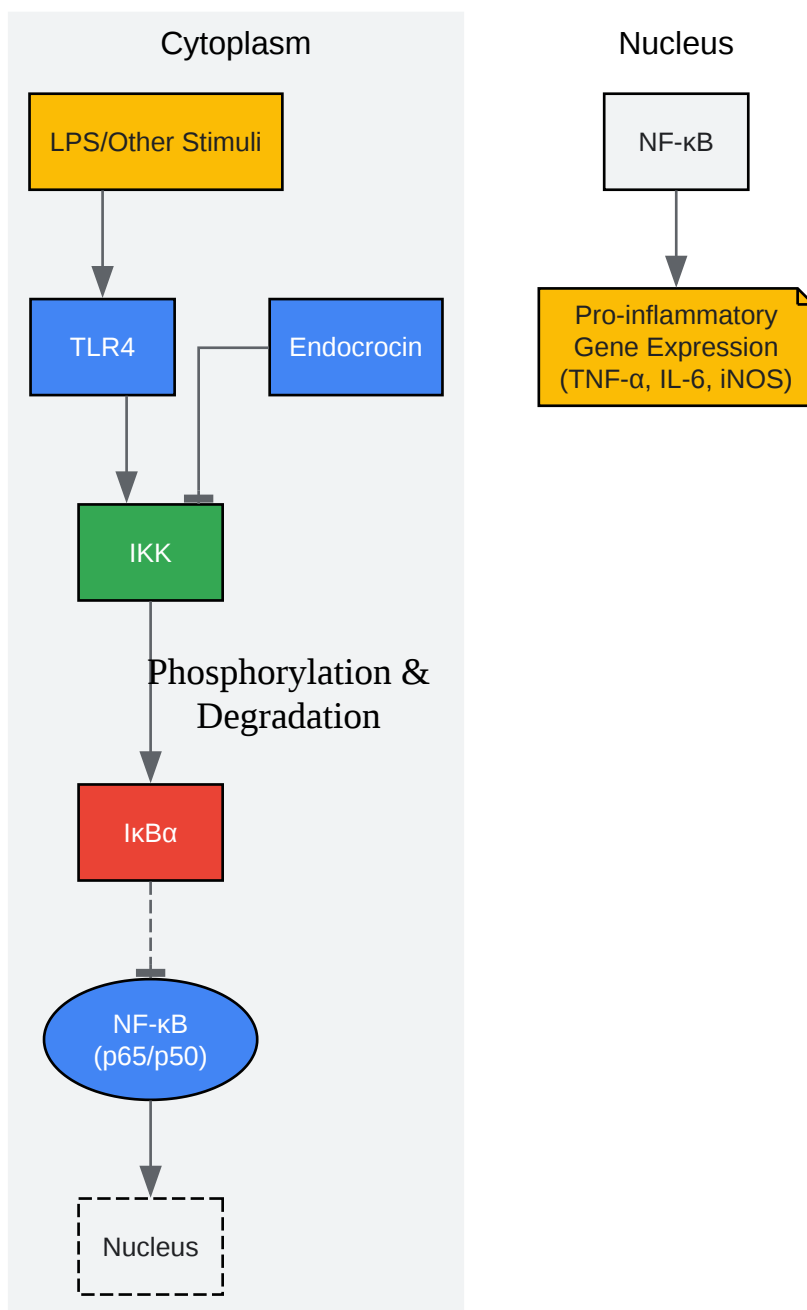 Cytoplasm
LPS/Other Stimuli
TLR4
Endocrocin
IKK
Phosphorylation &
Degradation
IκBα
NF-κB
(p65/p50)
Nucleus
Nucleus
NF-κB
Pro-inflammatory
Gene Expression
(TNF-α, IL-6, iNOS)